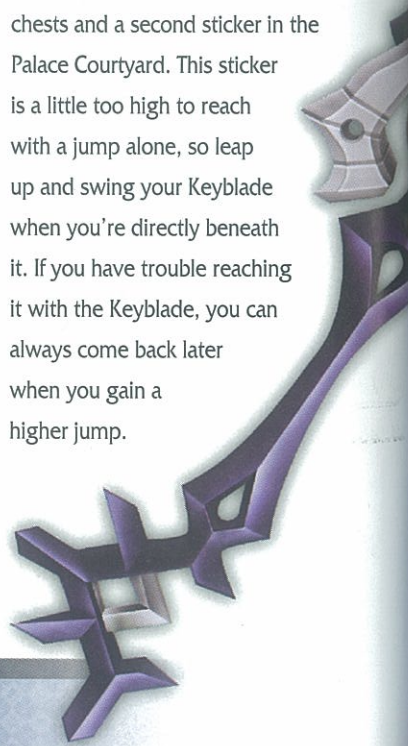 chests and a second sticker in the
Palace Courtyard. This sticker
is a little too high to reach
with a jump alone, so leap
up and swing your Keyblade
when you're directly beneath
it. If you have trouble reaching
it with the Keyblade, you can
always come back later
when you gain a
higher jump.